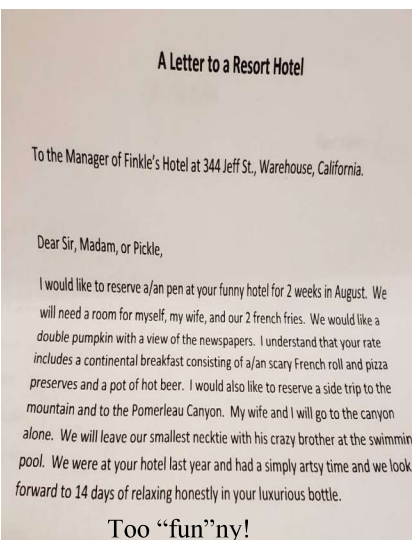 A Letter to a Resort Hotel
To the Manager of Finkle's Hotel at 344 Jeff St., Warehouse, California.
Dear Sir, Madam, or Pickle,
I would like to reserve a/an pen at your funny hotel for 2 weeks in August. We
will need a room for myself, my wife, and our 2 french fries. We would like a
double pumpkin with a view of the newspapers. I understand that your rate
includes a continental breakfast consisting of a/an scary French roll and pizza
preserves and a pot of hot beer. I would also like to reserve a side trip to the
mountain and to the Pomerleau Canyon. My wife and I will go to the canyon
alone. We will leave our smallest necktie with his crazy brother at the swimmin
pool. We were at your hotel last year and had a simply artsy time and we look
forward to 14 days of relaxing honestly in your luxurious bottle.
Too “fun”ny!